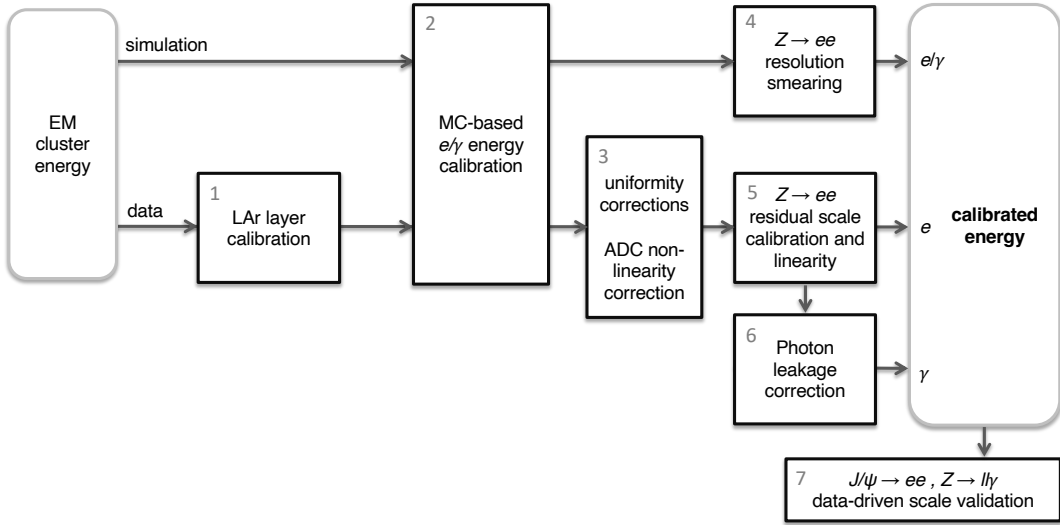 EM
cluster
energy
simulation
data
1
LAr layer
calibration
2
MC-based
e/γ energy
calibration
3
uniformity
corrections
ADC non-
linearity
correction
4
Z → ee
resolution
smearing
5
Z → ee
residual scale
calibration and
linearity
6
Photon
leakage
correction
e/γ
e
γ
calibrated
energy
7
J/ψ → ee , Z → llγ
data-driven scale validation